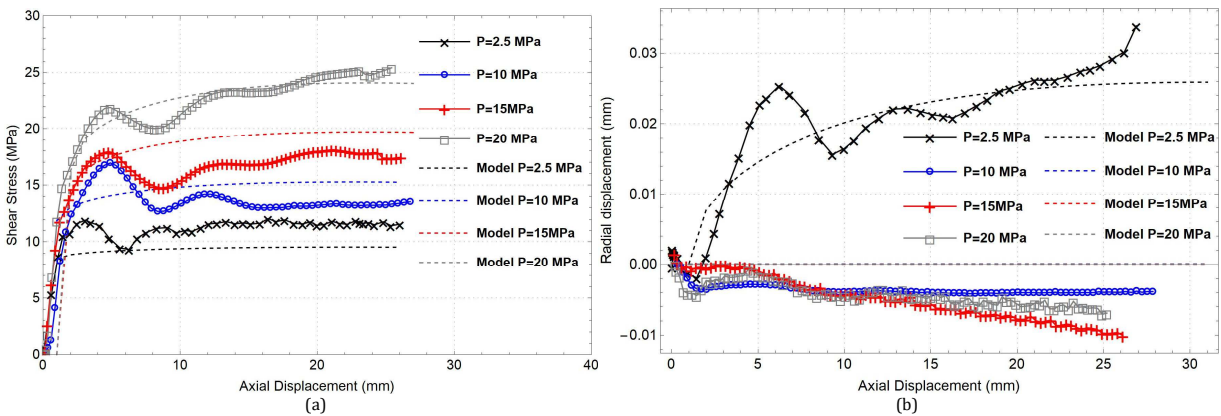 30
25
20
15
10
5
0
Shear Stress (MPa)
0
10
20
30
40
Axial Displacement (mm)
(a)
P=2.5 MPa
P=10 MPa
P=15MPa
P=20 MPa
Model P=2.5 MPa
Model P=10 MPa
Model P=15MPa
Model P=20 MPa
0.03
0.02
0.01
0.00
−0.01
Radial displacement (mm)
0
5
10
15
20
25
30
Axial Displacement (mm)
(b)
P=2.5 MPa
P=10 MPa
P=15MPa
P=20 MPa
Model P=2.5 MPa
Model P=10 MPa
Model P=15MPa
Model P=20 MPa